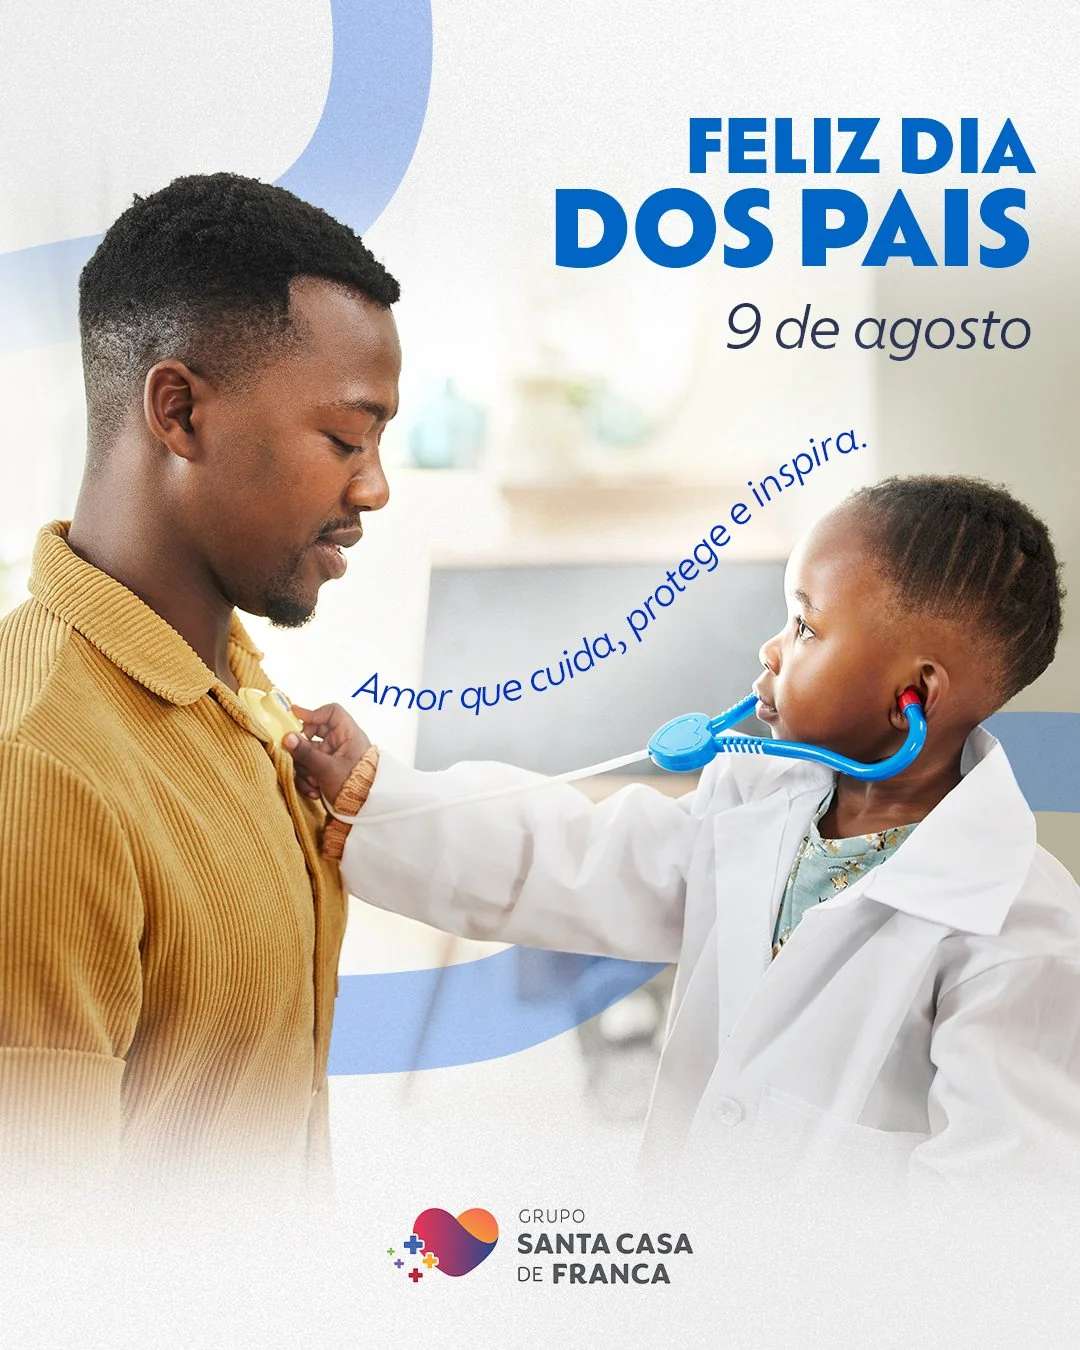 FELIZ DIA
DOS PAIS
9 de agosto
Amor que cuida, protege e inspira.
GRUPO
SANTA CASA
DE FRANCA